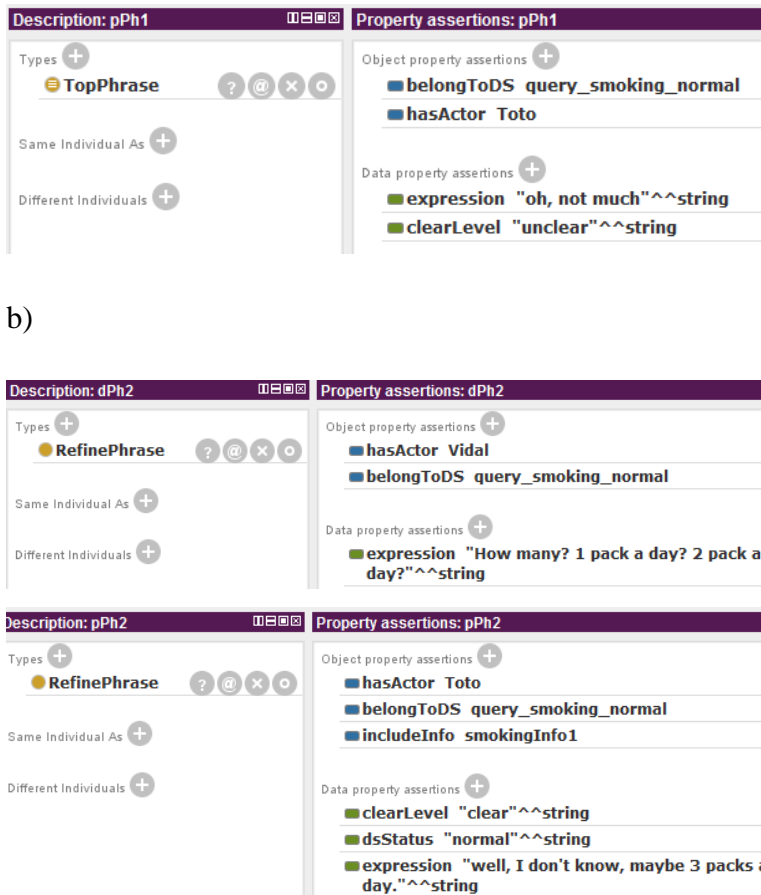 Description: pPh1
Property assertions: pPh1
Types
TopPhrase
Same Individual As
Different Individuals
Object property assertions
belongToDS query_smoking_normal
hasActor Toto
Data property assertions
expression "oh, not much"^^string
clearLevel "unclear"^^string
b)
Description: dPh2
Property assertions: dPh2
Types
RefinePhrase
Same Individual As
Different Individuals
Object property assertions
hasActor Vidal
belongToDS query_smoking_normal
Data property assertions
expression "How many? 1 pack a day? 2 pack a
day?"^^string
Description: pPh2
Property assertions: pPh2
Types
RefinePhrase
Same Individual As
Different Individuals
Object property assertions
hasActor Toto
belongToDS query_smoking_normal
includeInfo smokingInfo1
Data property assertions
clearLevel "clear"^^string
dsStatus "normal"^^string
expression "well, I don't know, maybe 3 packs a
day."^^string